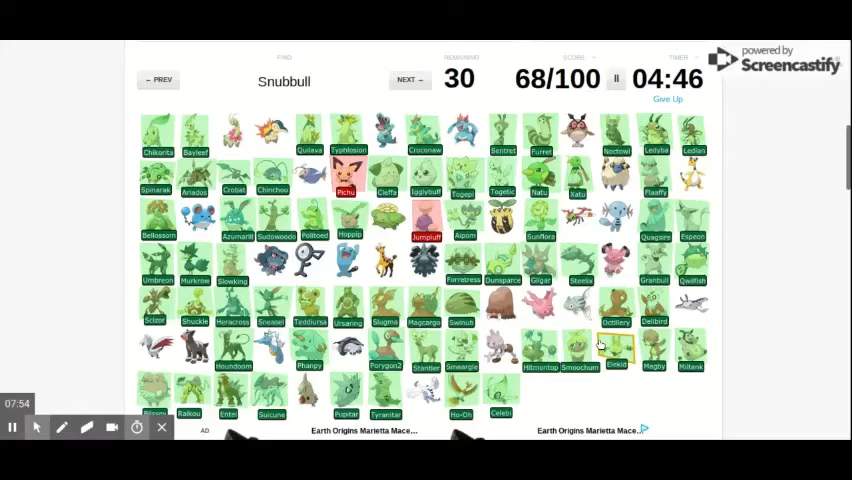 powered by
Screencastify
FIND
REMAINING
SCORE
TIMER
← PREV
Snubbull
NEXT →
30
68/100
II
04:46
Give Up
Chikorita
Bayleef
Quilava
Typhlosion
Croconaw
Sentret
Furret
Noctowl
Ledyba
Ledian
Spinarak
Ariados
Crobat
Chinchou
Pichu
Cleffa
Igglybuff
Togepi
Togetic
Natu
Xatu
Flaaffy
Bellossom
Azumarill
Sudowoodo
Politoed
Hoppip
Jumpluff
Aipom
Sunflora
Quagsire
Espeon
Umbreon
Murkrow
Slowking
Forretress
Dunsparce
Gligar
Steelix
Granbull
Qwilfish
Scizor
Shuckle
Heracross
Sneasel
Teddiursa
Ursaring
Slugma
Magcargo
Swinub
Octillery
Delibird
Houndoom
Phanpy
Porygon2
Stantler
Smeargle
Hitmontop
Smoochum
Elekid
Magby
Miltank
Blissey
Raikou
Entei
Suicune
Pupitar
Tyranitar
Ho-Oh
Celebi
07:54
AD
Earth Origins Marietta Mace...
Earth Origins Marietta Mace...